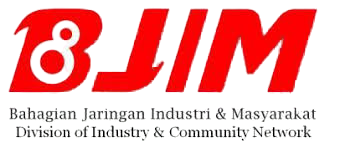 BJIM
Bahagian Jaringan Industri & Masyarakat
Division of Industry & Community Network